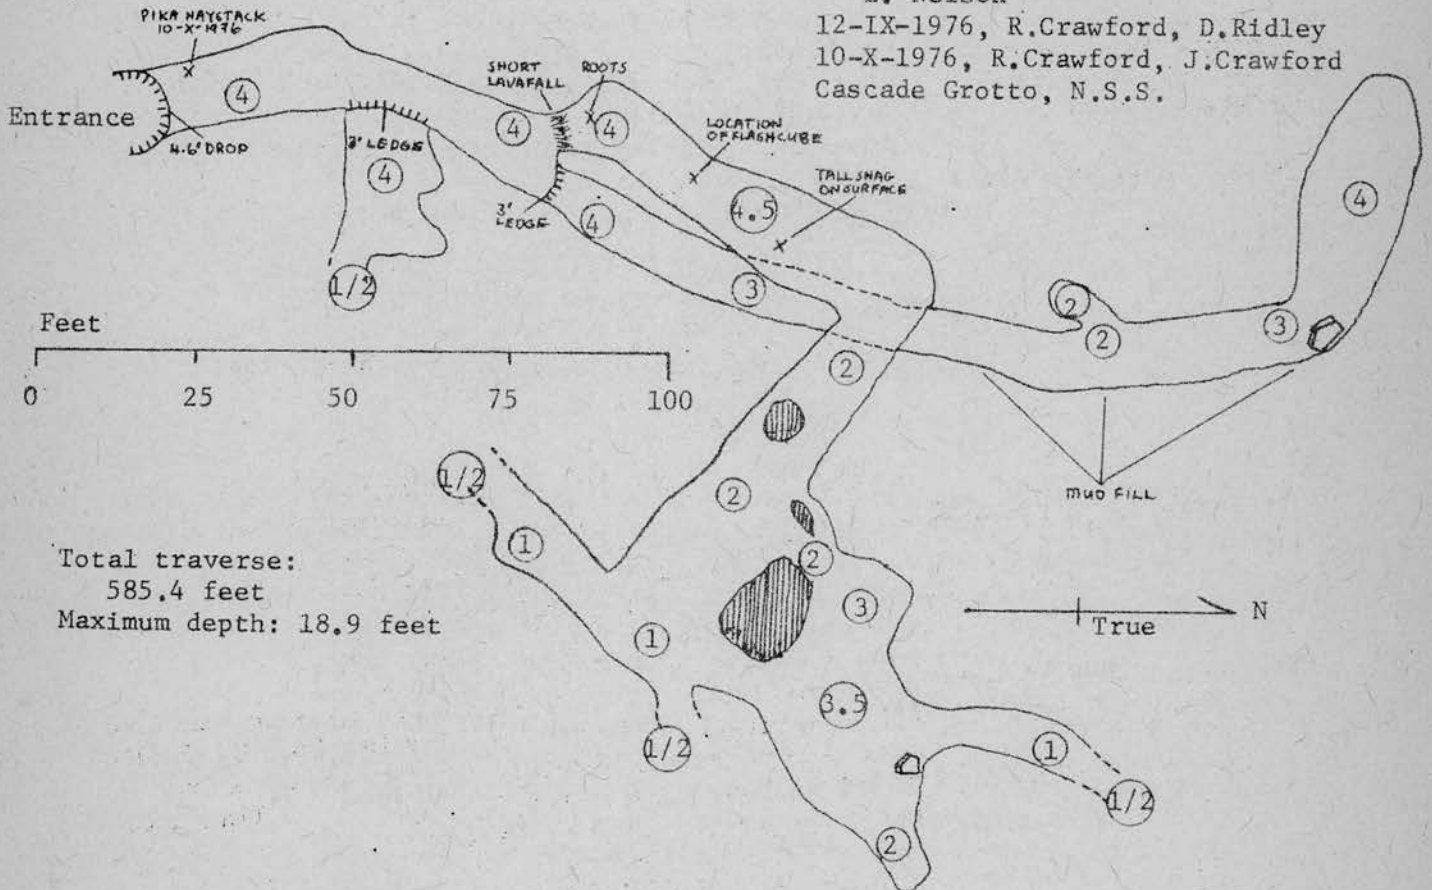 12-IX-1976, R.Crawford, D.Ridley
10-X-1976, R.Crawford, J.Crawford
Cascade Grotto, N.S.S.
PIKA HAYSTACK
10-X-1976
Entrance
4.6' DROP
4
3' LEDGE
4
1/2
SHORT
LAVAFALL
ROOTS
4
4
3'
LEDGE
4
LOCATION
OF FLASHCUBE
4.5
TALL SNAG
ON SURFACE
3
2
2
3
4
MUD FILL
Feet
0 25 50 75 100
2
2
2
3
3.5
1/2
1
1
1/2
1
1/2
2
Total traverse:
585.4 feet
Maximum depth: 18.9 feet
True
N